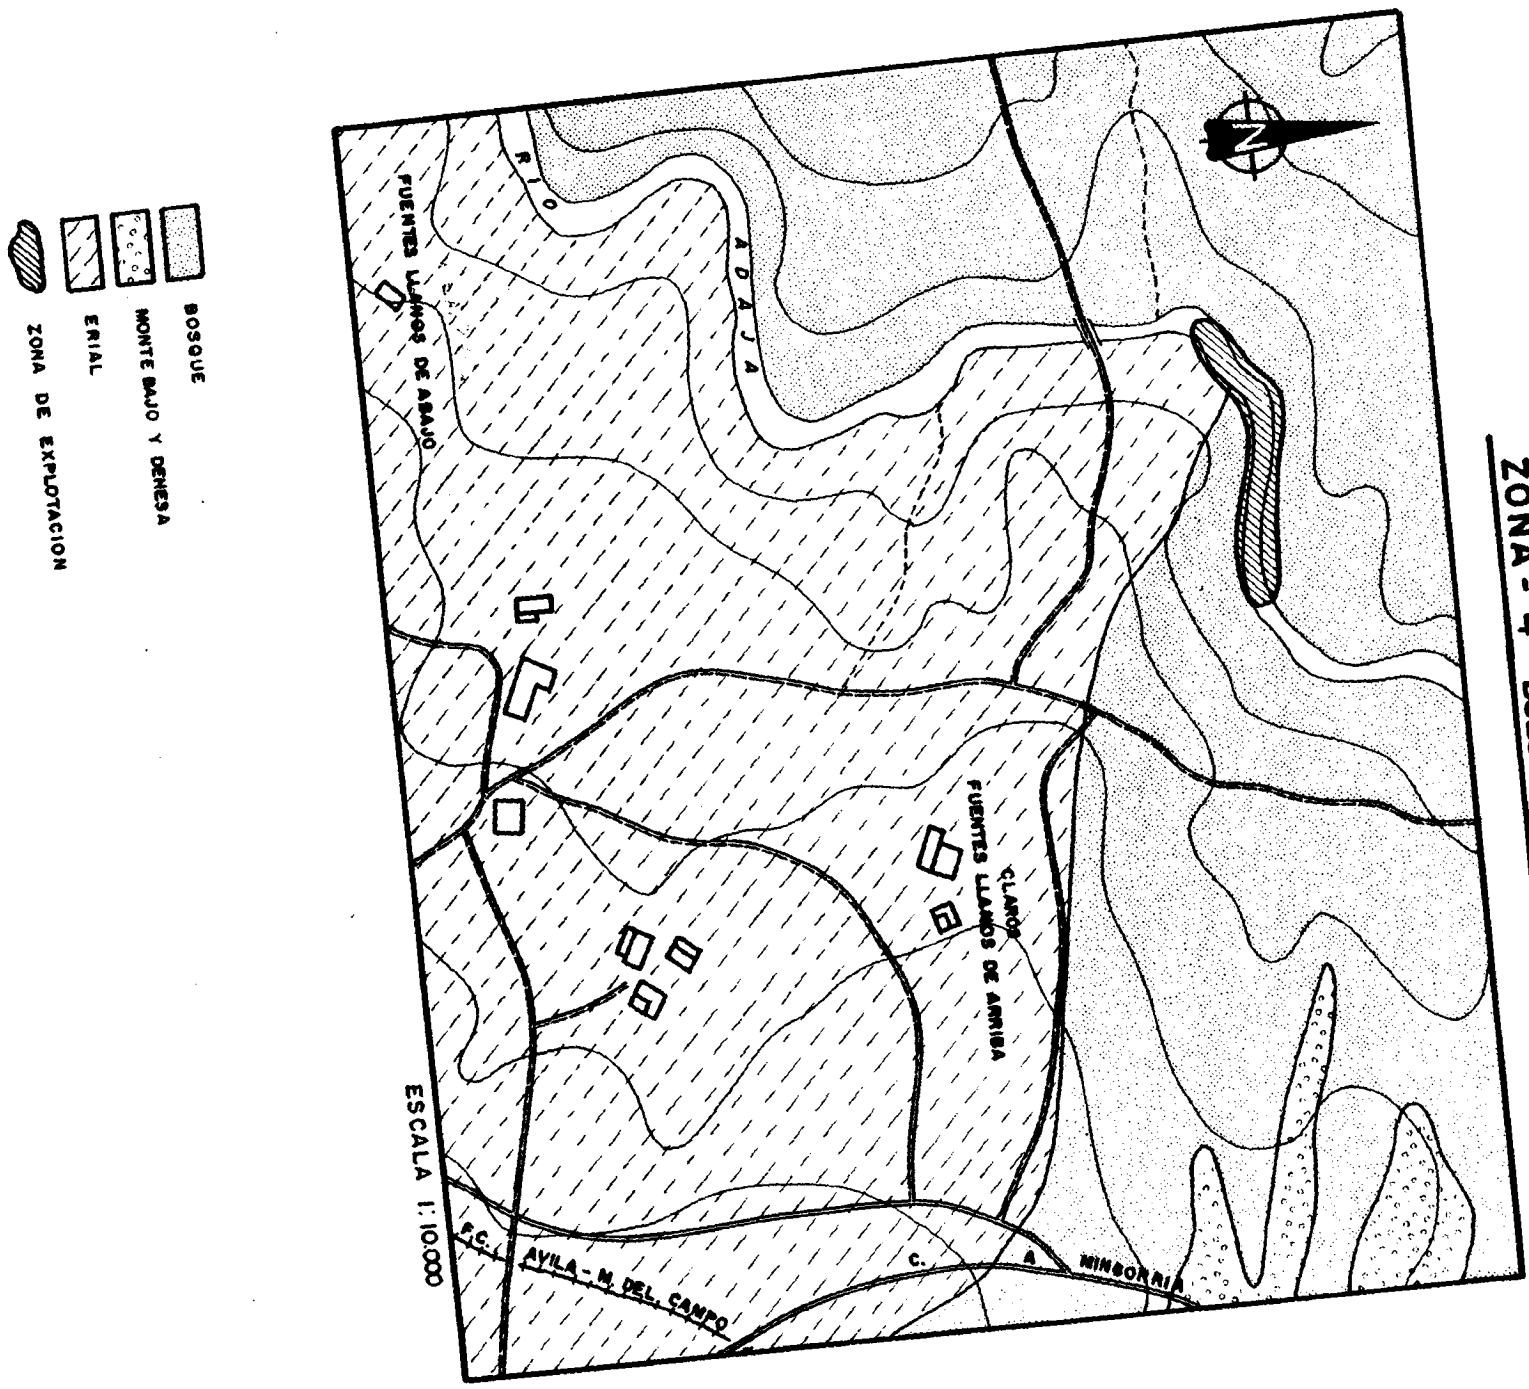 ZONA - 4
N
RIO ADAJA
FUENTES LLANOS DE ABAJO
CLAROS
FUENTES LLANOS DE ARRIBA
C. A MINGORRIA
F.C. AVILA - M. DEL. CAMPO
ESCALA 1:10.000
BOSQUE
MONTE BAJO Y DEHESA
ERIAL
ZONA DE EXPLOTACION